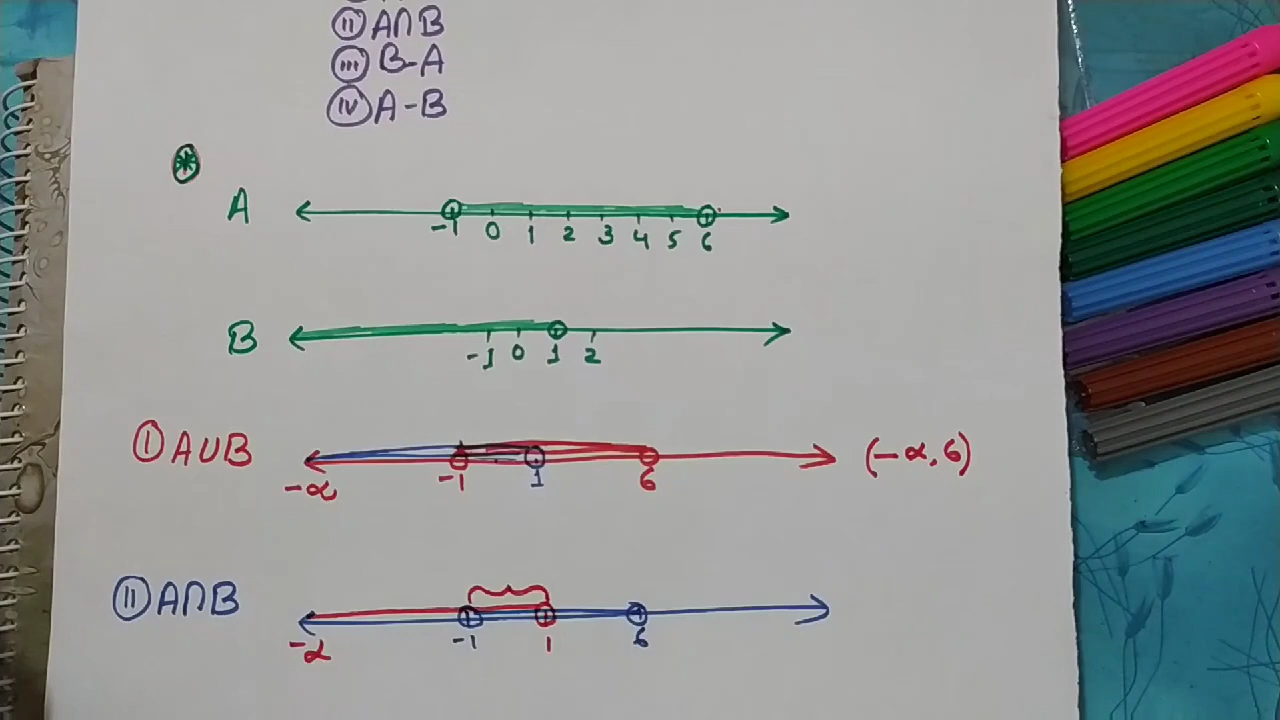 (ii) A∩B
(iii) B-A
(iv) A-B
*
A
-1 0 1 2 3 4 5 6
B
-1 0 1 2
(i) A∪B (-α, 6)
-α -1 1 6
(ii) A∩B
-α -1 1 6